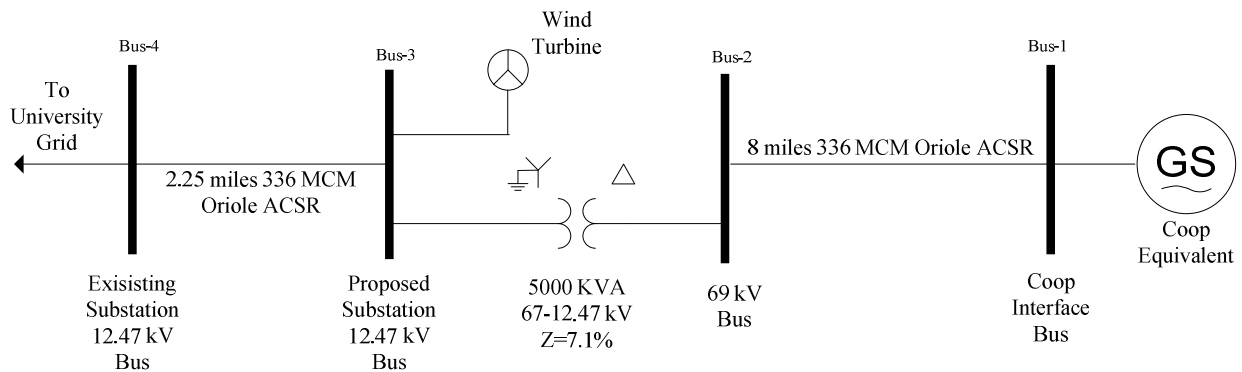 Bus-4
To
University
Grid
2.25 miles 336 MCM
Oriole ACSR
Exisisting
Substation
12.47 kV
Bus
Bus-3
Wind
Turbine
Proposed
Substation
12.47 kV
Bus
5000 KVA
67-12.47 kV
Z=7.1%
Bus-2
69 kV
Bus
8 miles 336 MCM Oriole ACSR
Bus-1
Coop
Interface
Bus
GS
Coop
Equivalent